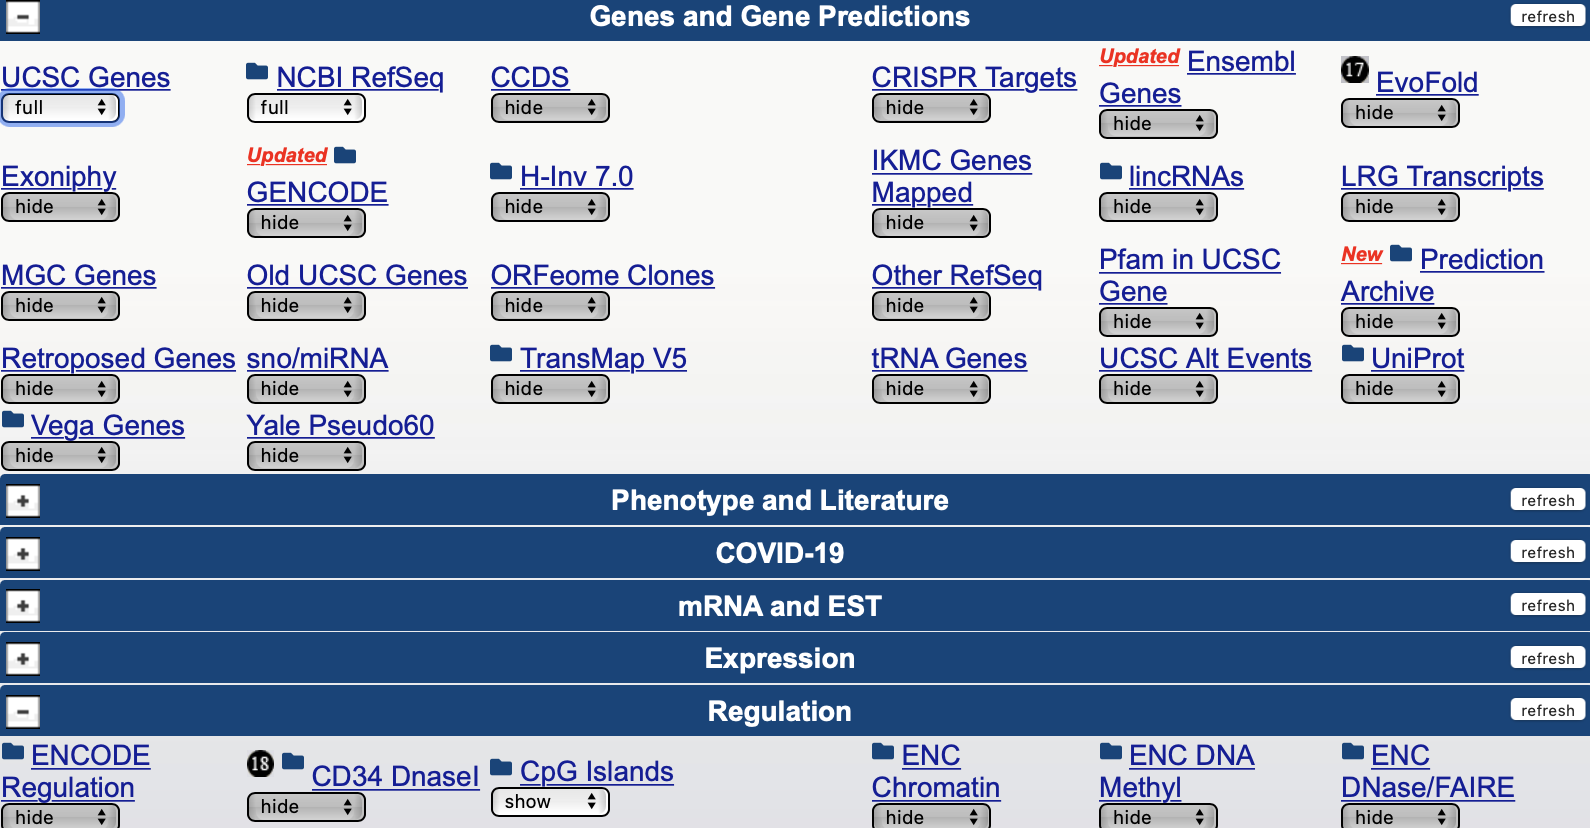 Genes and Gene Predictions refresh
UCSC Genes NCBI RefSeq CCDS CRISPR Targets Updated Ensembl Genes 17 EvoFold
full full hide hide hide hide
Exoniphy Updated GENCODE H-Inv 7.0 IKMC Genes Mapped lincRNAs LRG Transcripts
hide hide hide hide hide hide
MGC Genes Old UCSC Genes ORFeome Clones Other RefSeq Pfam in UCSC Gene New Prediction Archive
hide hide hide hide hide hide
Retroposed Genes sno/miRNA TransMap V5 tRNA Genes UCSC Alt Events UniProt
hide hide hide hide hide hide
Vega Genes Yale Pseudo60
hide hide
Phenotype and Literature refresh
COVID-19 refresh
mRNA and EST refresh
Expression refresh
Regulation refresh
ENCODE Regulation 18 CD34 DnaseI CpG Islands ENC Chromatin ENC DNA Methyl ENC DNase/FAIRE
hide hide show hide hide hide